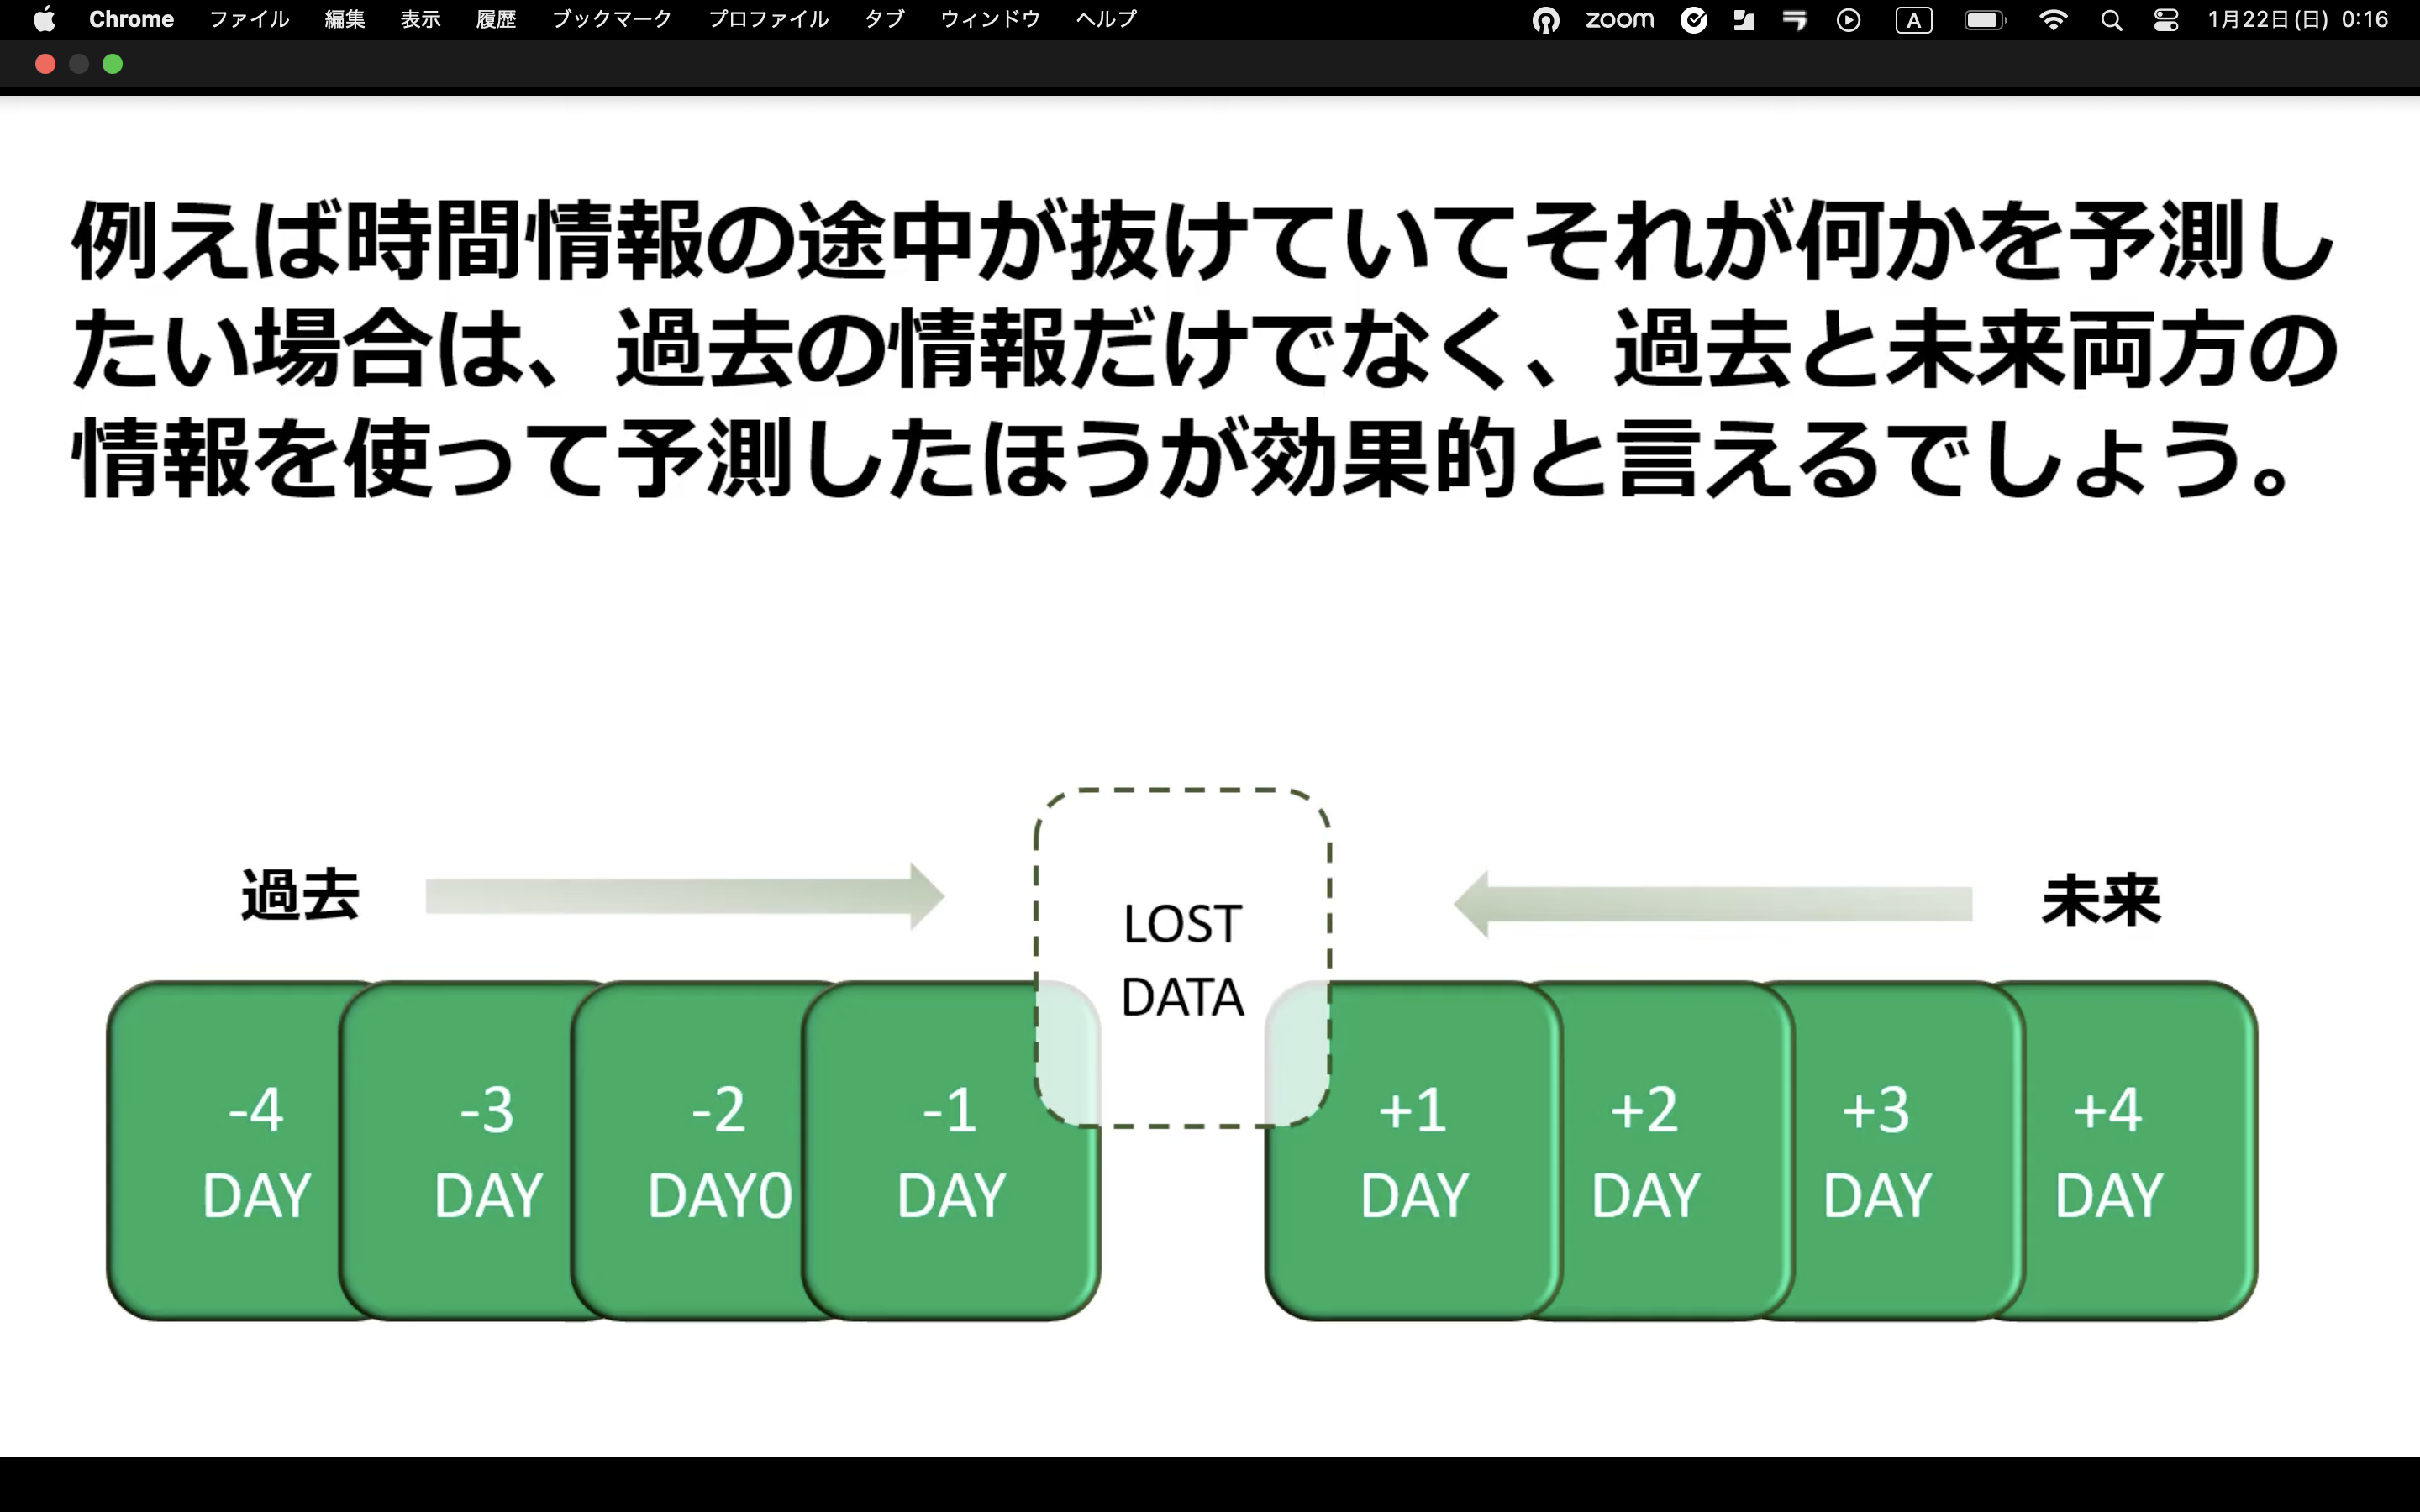 Chrome ファイル 編集 表示 履歴 ブックマーク プロファイル タブ ウィンドウ ヘルプ zoom A 1月22日(日) 0:16
例えば時間情報の途中が抜けていてそれが何かを予測し
たい場合は、過去の情報だけでなく、過去と未来両方の
情報を使って予測したほうが効果的と言えるでしょう。
過去
未来
LOST
DATA
-4
DAY
-3
DAY
-2
DAY0
-1
DAY
+1
DAY
+2
DAY
+3
DAY
+4
DAY